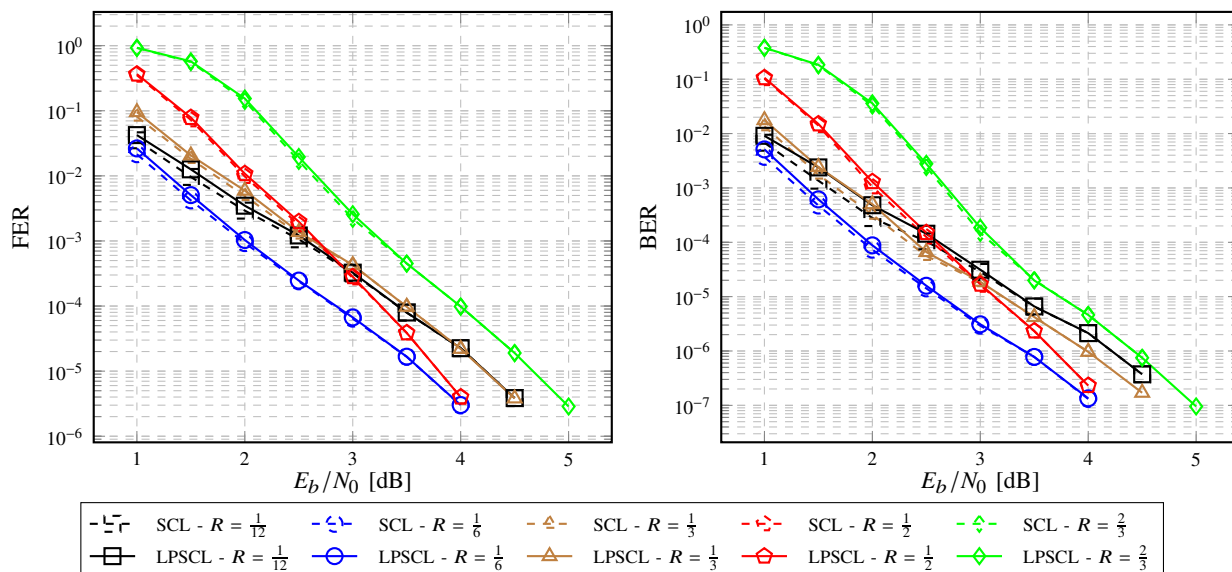 10^0
10^−1
10^−2
10^−3
10^−4
10^−5
10^−6
FER
1 2 3 4 5
E_b/N_0 [dB]
10^0
10^−1
10^−2
10^−3
10^−4
10^−5
10^−6
10^−7
BER
1 2 3 4 5
E_b/N_0 [dB]
SCL - R = 1/12 SCL - R = 1/6 SCL - R = 1/3 SCL - R = 1/2 SCL - R = 2/3
LPSCL - R = 1/12 LPSCL - R = 1/6 LPSCL - R = 1/3 LPSCL - R = 1/2 LPSCL - R = 2/3